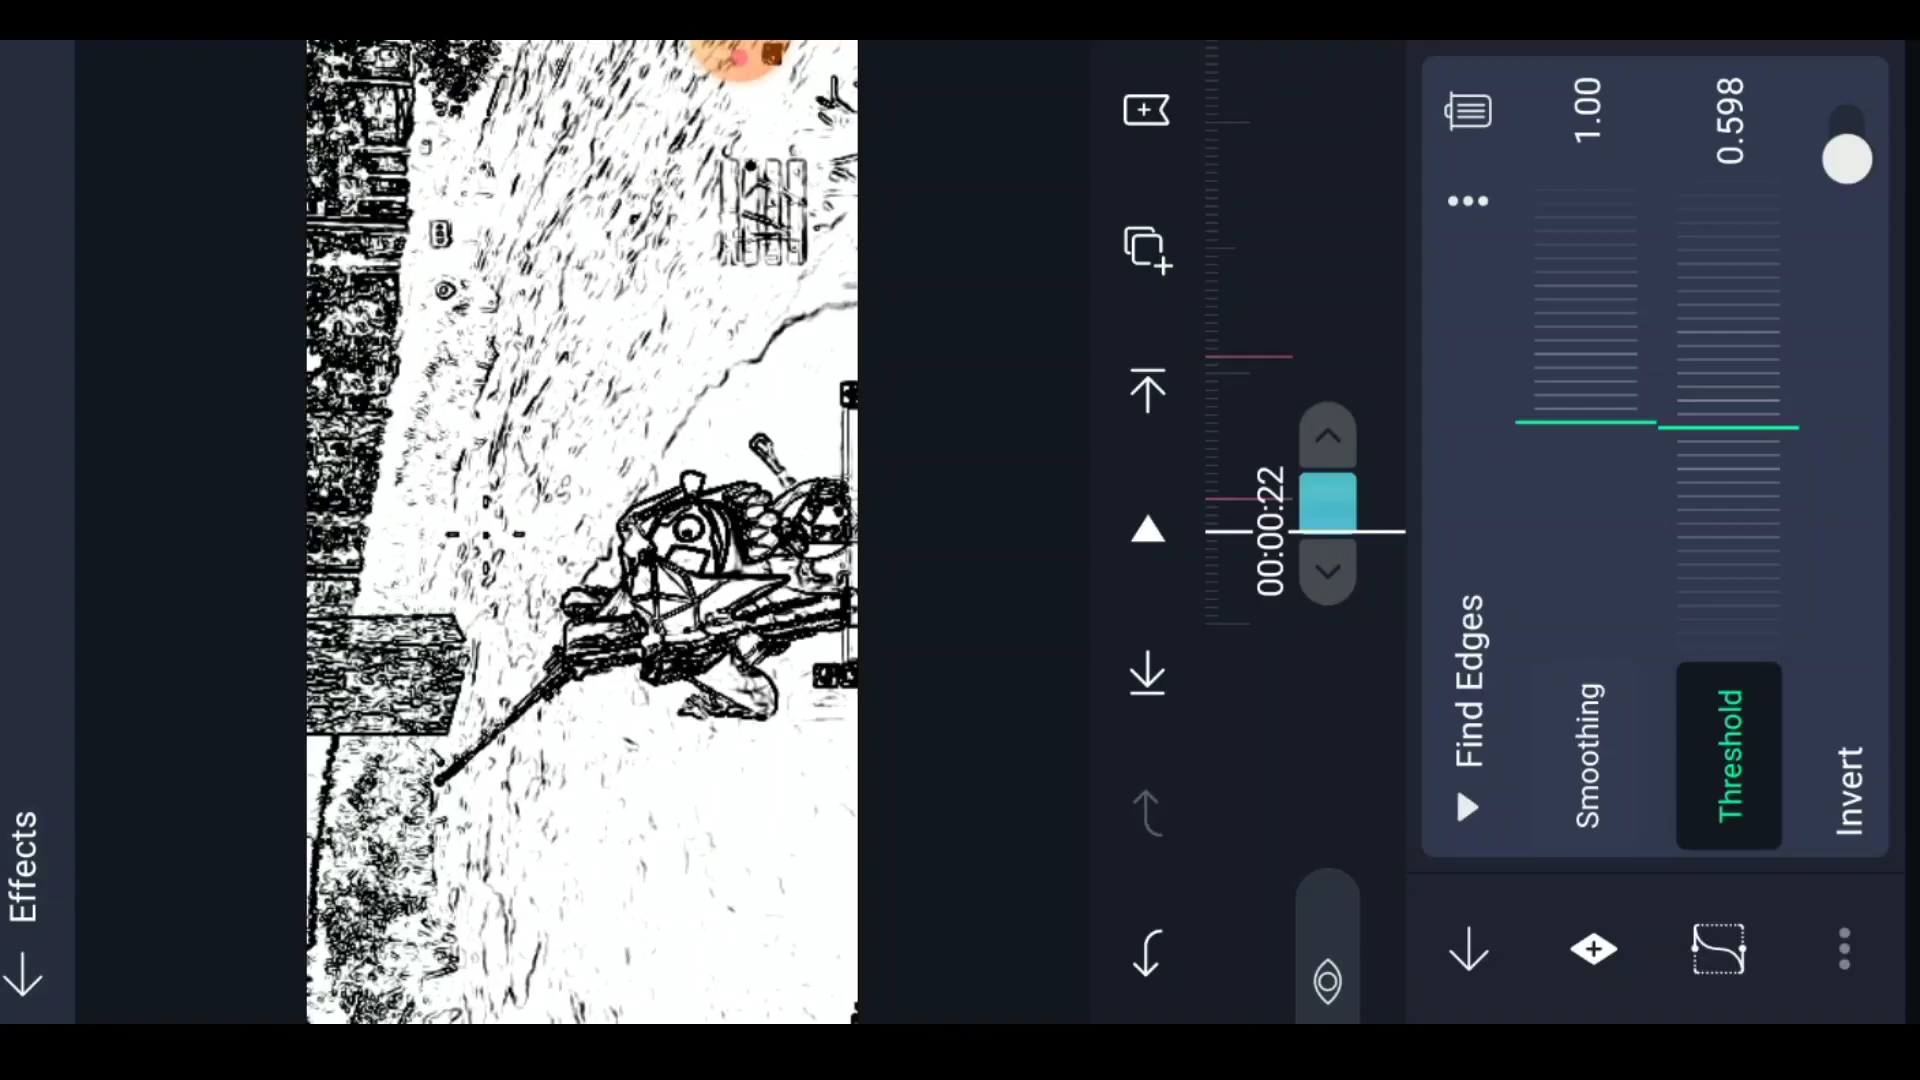 Effects
00:00:22
Find Edges
Smoothing 1.00
Threshold 0.598
Invert